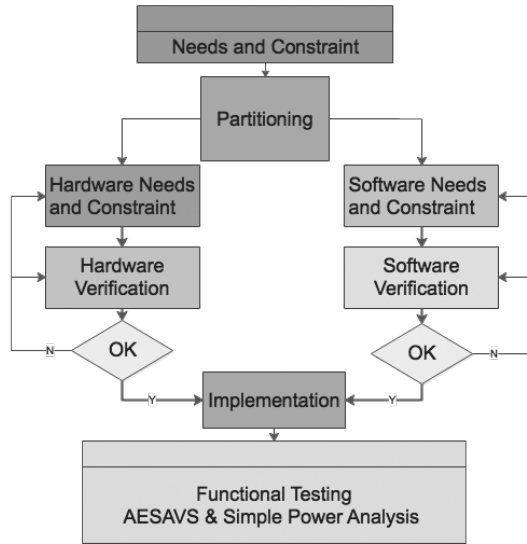 Needs and Constraint
Partitioning
Hardware Needs
and Constraint
Software Needs
and Constraint
Hardware
Verification
Software
Verification
OK
OK
N
N
Y
Implementation
Y
Functional Testing
AESAVS & Simple Power Analysis